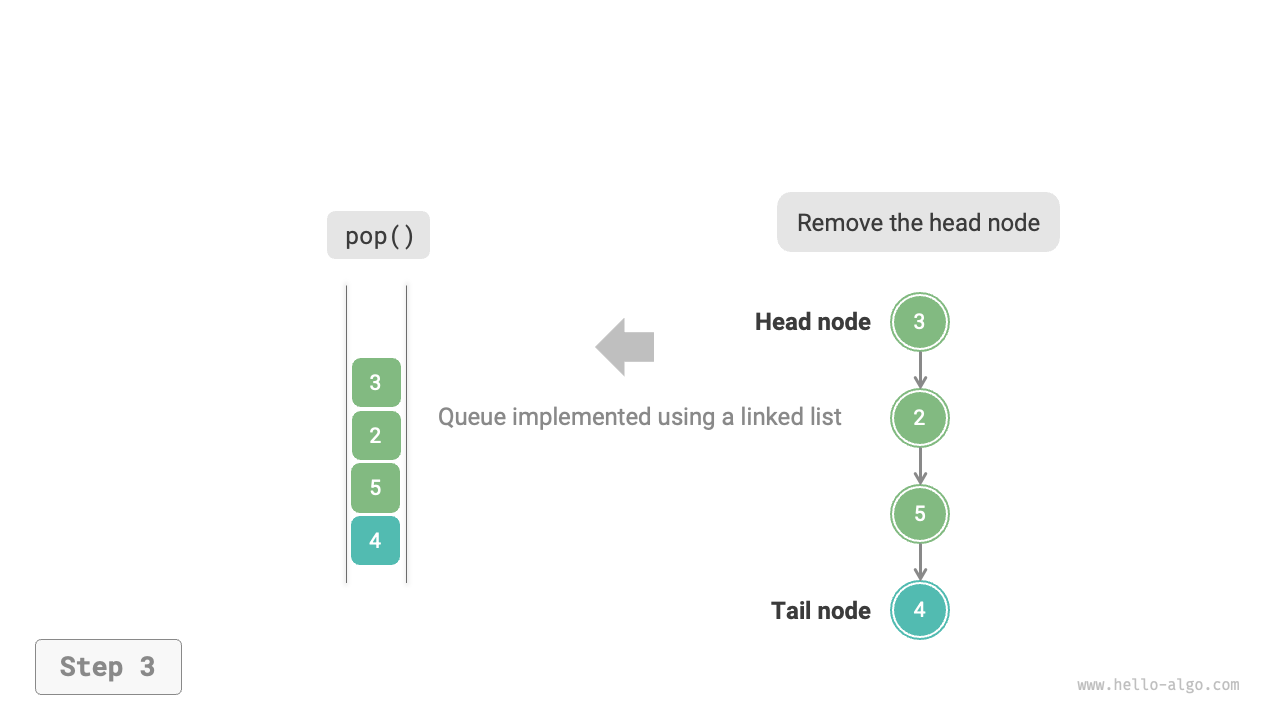 Remove the head node
pop()
Head node 3
3
2
Queue implemented using a linked list
2
5
5
4
Tail node 4
Step 3
www.hello-algo.com